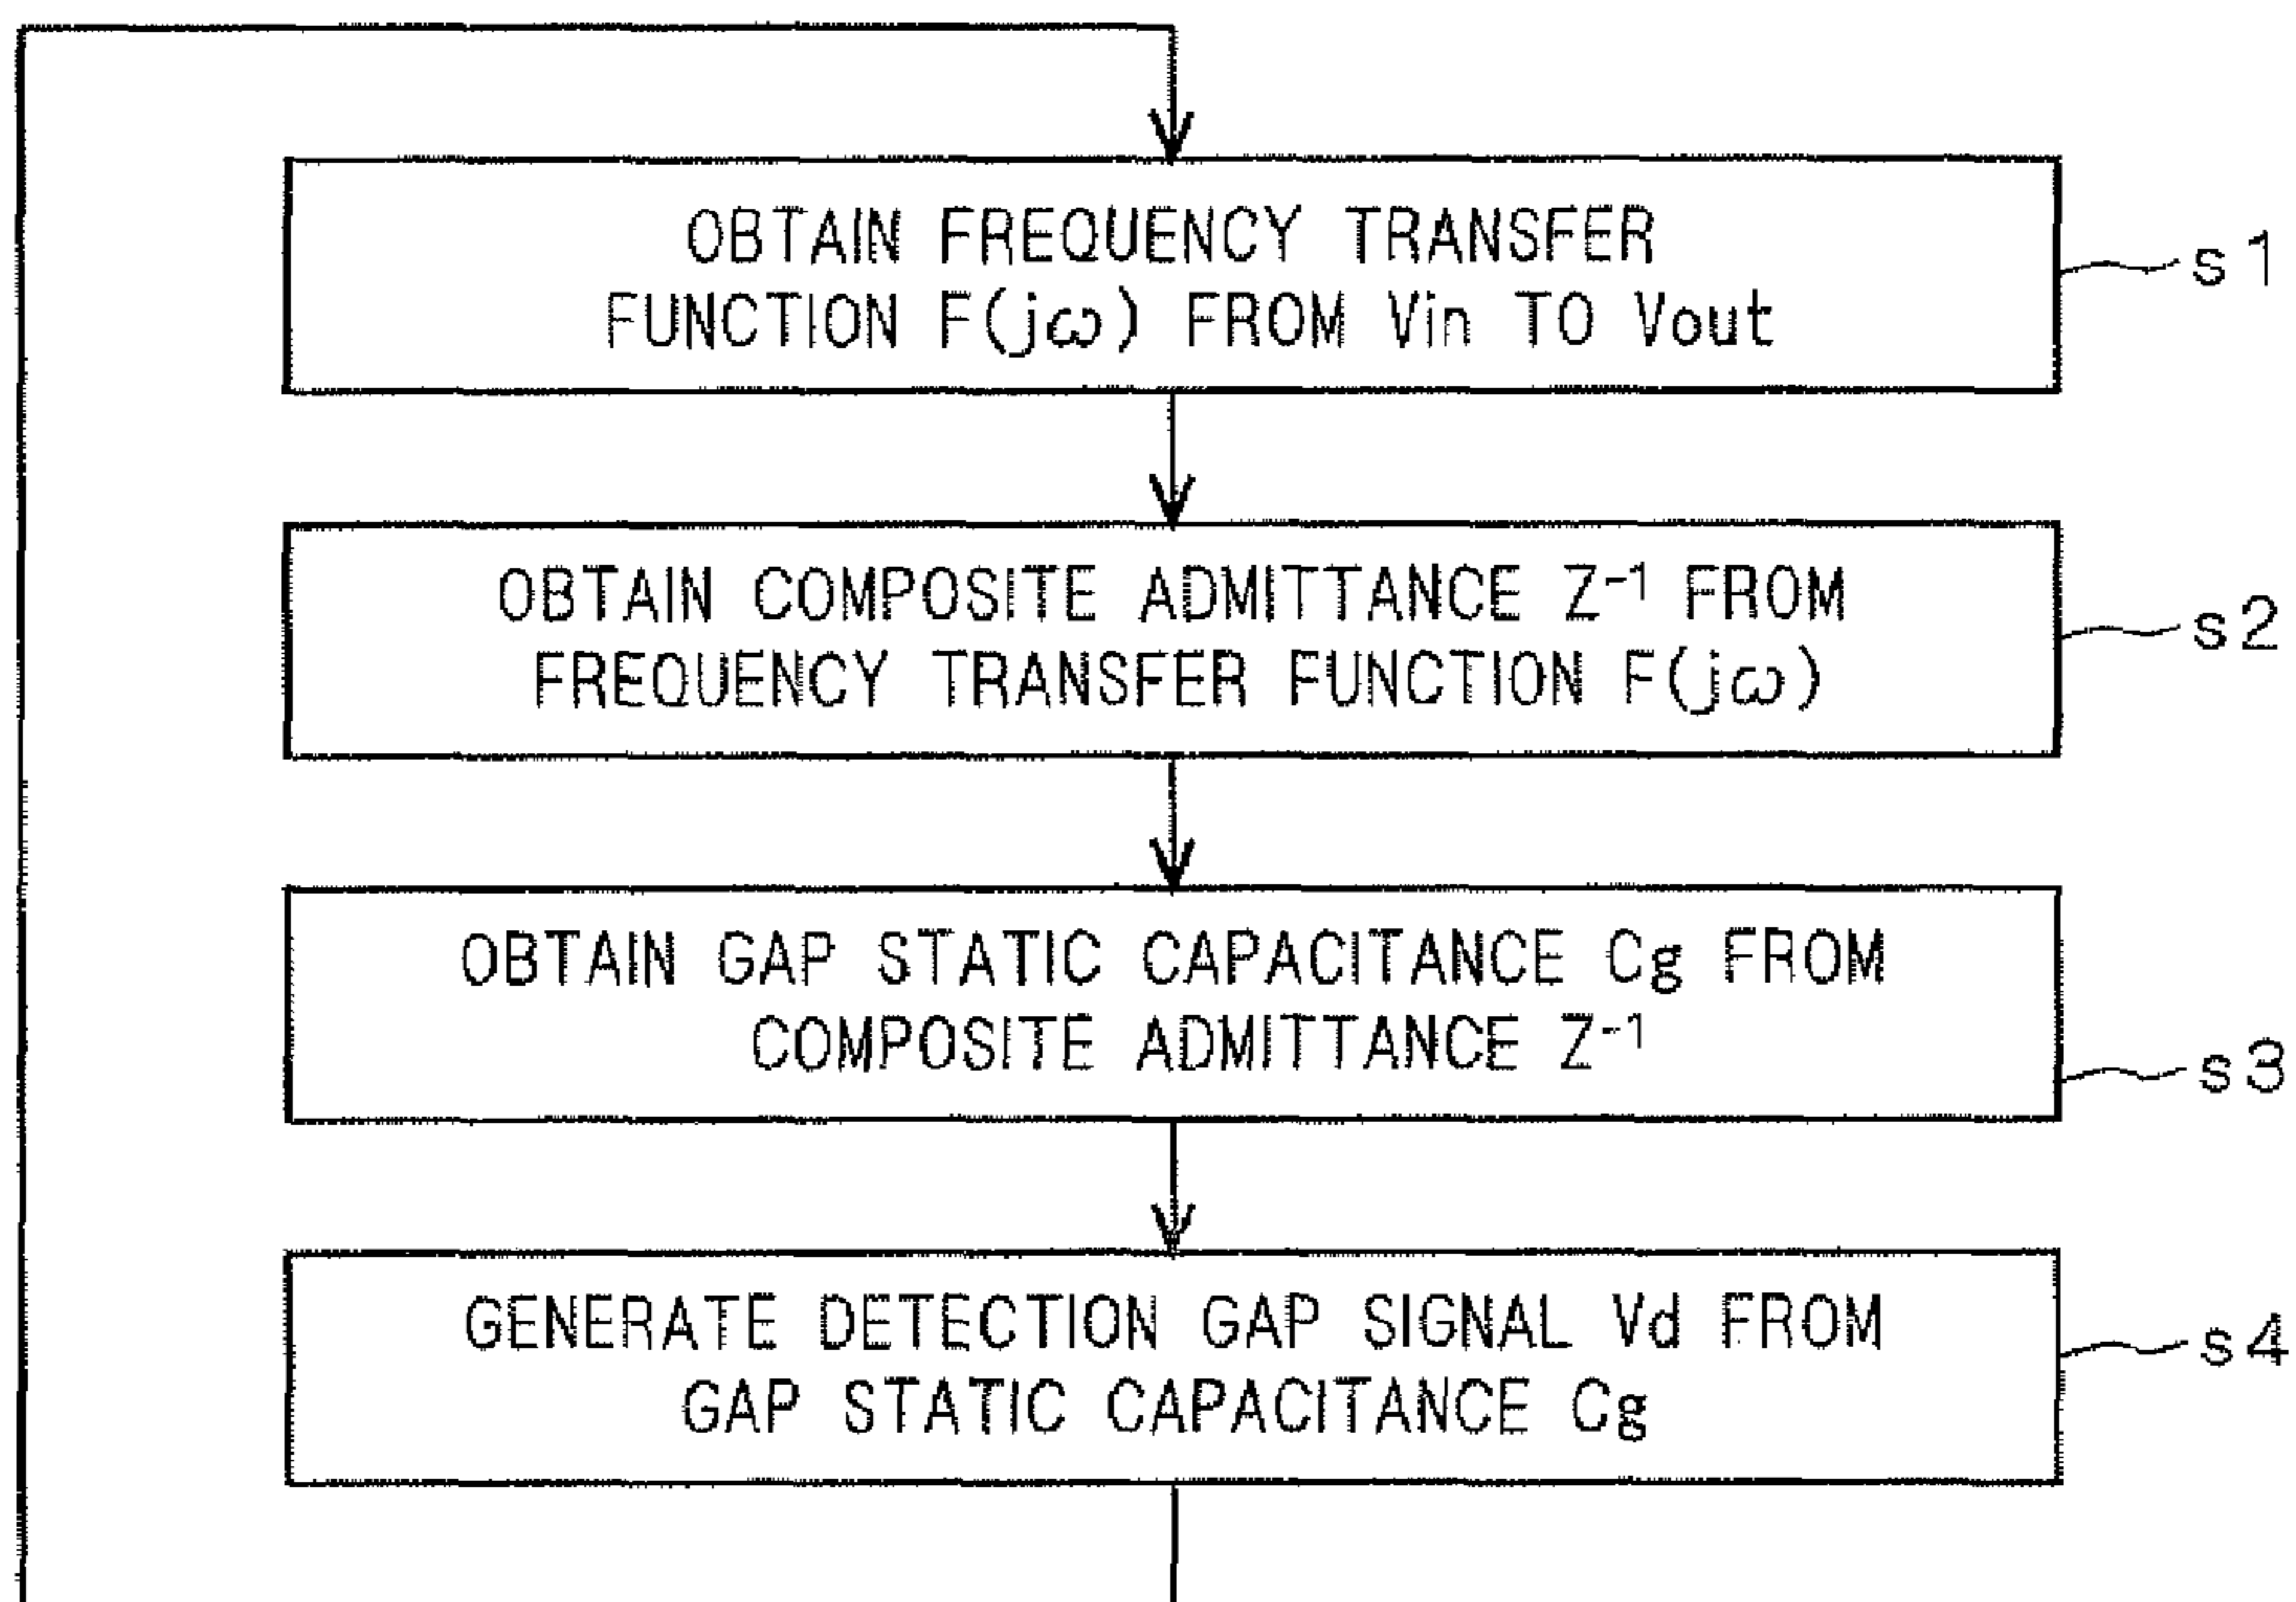 OBTAIN FREQUENCY TRANSFER
FUNCTION F(jω) FROM Vin TO Vout
s1
OBTAIN COMPOSITE ADMITTANCE Z⁻¹ FROM
FREQUENCY TRANSFER FUNCTION F(jω)
s2
OBTAIN GAP STATIC CAPACITANCE Cg FROM
COMPOSITE ADMITTANCE Z⁻¹
s3
GENERATE DETECTION GAP SIGNAL Vd FROM
GAP STATIC CAPACITANCE Cg
s4